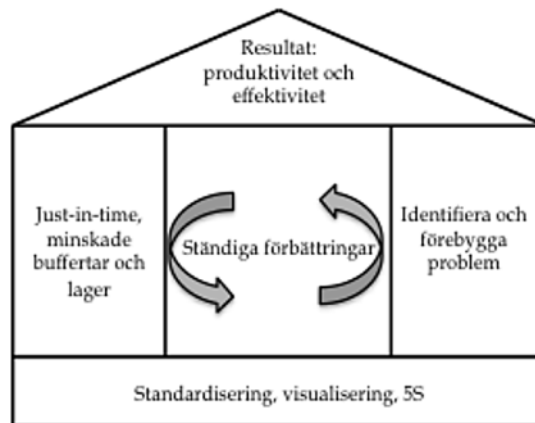 Resultat:
produktivitet och
effektivitet
Just-in-time,
minskade
buffertar och
lager
Ständiga förbättringar
Identifiera och
förebygga
problem
Standardisering, visualisering, 5S